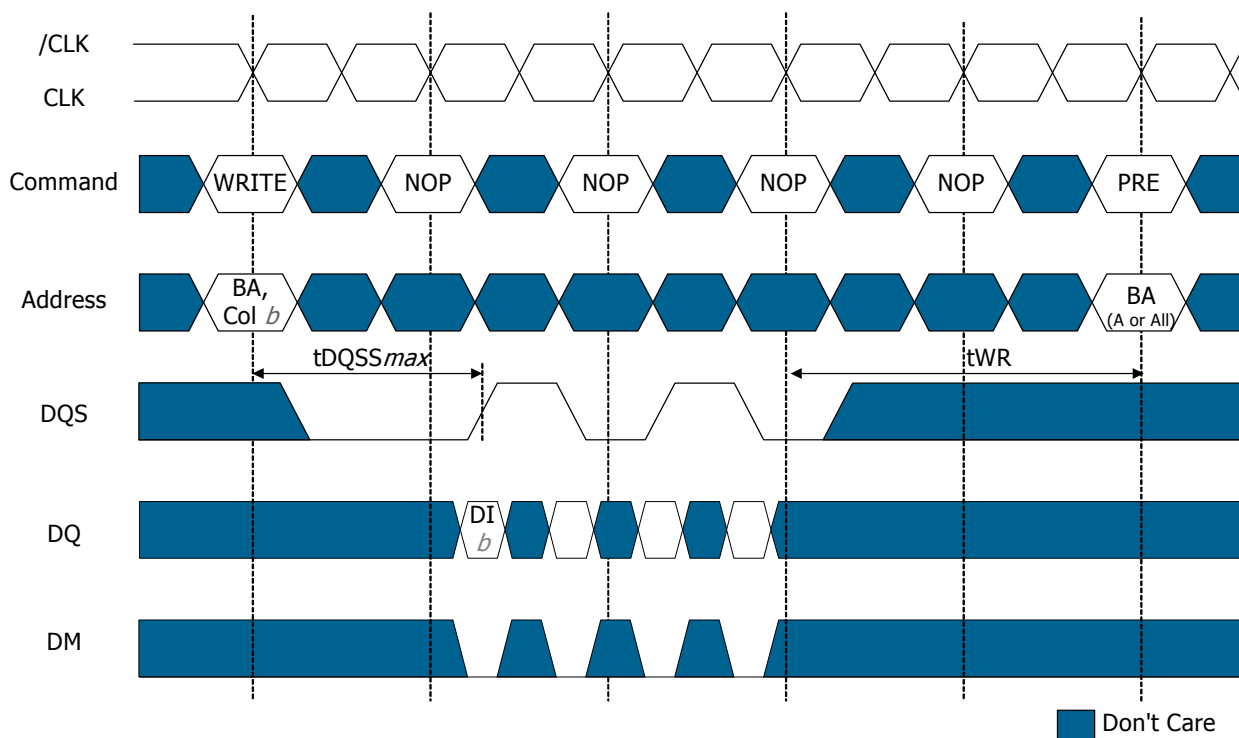 /CLK
CLK
Command
WRITE
NOP
NOP
NOP
NOP
PRE
Address
BA,
Col b
BA
(A or All)
tDQSSmax
tWR
DQS
DQ
DI
b
DM
Don't Care